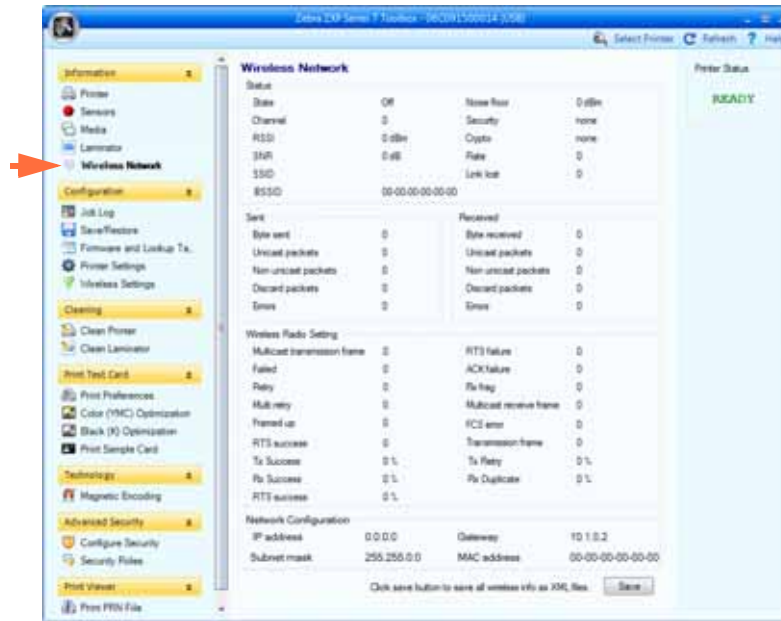 Zebra ZXP Series 7 Toolbox - 06C091500014 (USB)
Select Printer Refresh ? Help
Information
Printer
Sensors
Media
Laminator
Wireless Network
Configuration
Job Log
Save/Restore
Firmware and Lookup Ta..
Printer Settings
Wireless Settings
Cleaning
Clean Printer
Clean Laminator
Print Test Card
Print Preferences
Color (YMC) Optimization
Black (K) Optimization
Print Sample Card
Technology
Magnetic Encoding
Advanced Security
Configure Security
Security Roles
Print Viewer
Print PRN File
Wireless Network
Status
State Off Noise floor 0 dBm
Channel 0 Security none
RSSI 0 dBm Crypto none
SNR 0 dB Rate 0
SSID Link lost 0
BSSID 00-00-00-00-00-00
Sent Received
Byte sent 0 Byte received 0
Unicast packets 0 Unicast packets 0
Non unicast packets 0 Non unicast packets 0
Discard packets 0 Discard packets 0
Errors 0 Errors 0
Wireless Radio Setting
Multicast transmission frame 0 RTS failure 0
Failed 0 ACK failure 0
Retry 0 Rx frag 0
Multi retry 0 Multicast receive frame 0
Framed up 0 FCS error 0
RTS success 0 Transmission frame 0
Tx Success 0 % Tx Retry 0 %
Rx Success 0 % Rx Duplicate 0 %
RTS success 0 %
Network Configuration
IP address 0.0.0.0 Gateway 10.1.0.2
Subnet mask 255.255.0.0 MAC address 00-00-00-00-00-00
Click save button to save all wireless info as XML files. Save
Printer Status
READY